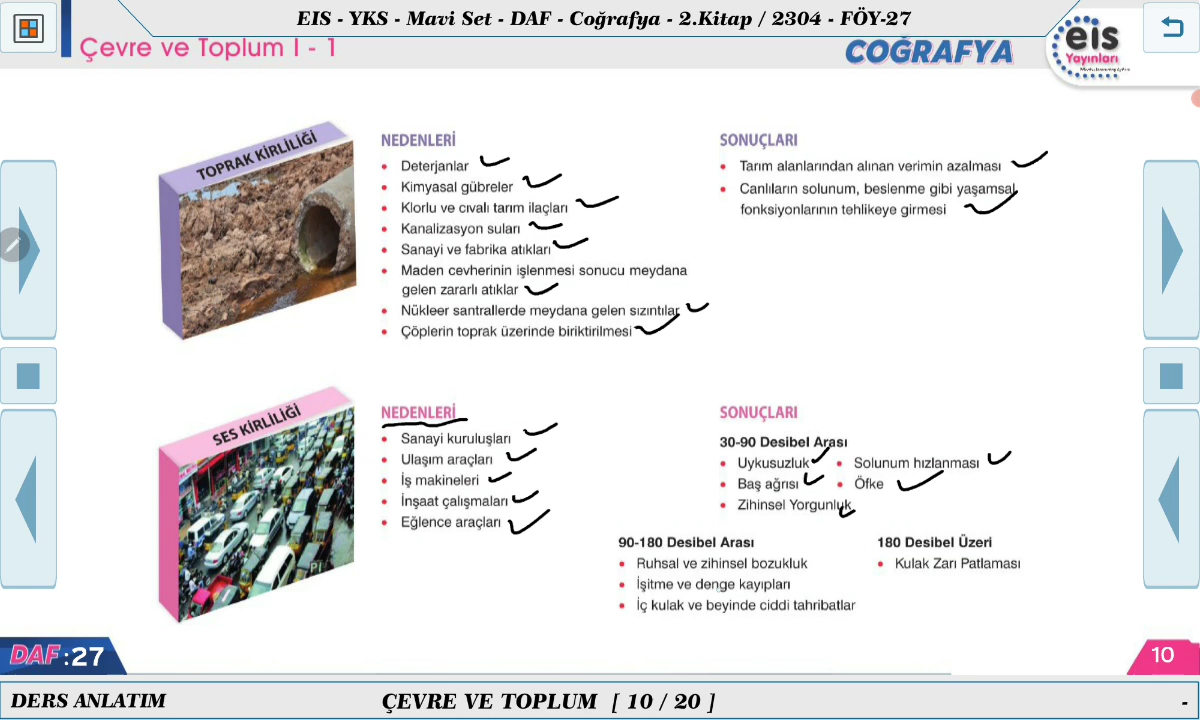 EIS - YKS - Mavi Set - DAF - Coğrafya - 2.Kitap / 2304 - FÖY-27
Çevre ve Toplum I - 1
COĞRAFYA
eis
Yayınları
TOPRAK KİRLİLİĞİ
NEDENLERİ
• Deterjanlar
• Kimyasal gübreler
• Klorlu ve cıvalı tarım ilaçları
• Kanalizasyon suları
• Sanayi ve fabrika atıkları
• Maden cevherinin işlenmesi sonucu meydana
gelen zararlı atıklar
• Nükleer santrallerde meydana gelen sızıntılar
• Çöplerin toprak üzerinde biriktirilmesi
SONUÇLARI
• Tarım alanlarından alınan verimin azalması
• Canlıların solunum, beslenme gibi yaşamsal
fonksiyonlarının tehlikeye girmesi
SES KİRLİLİĞİ
NEDENLERİ
• Sanayi kuruluşları
• Ulaşım araçları
• İş makineleri
• İnşaat çalışmaları
• Eğlence araçları
SONUÇLARI
30-90 Desibel Arası
• Uykusuzluk • Solunum hızlanması
• Baş ağrısı • Öfke
• Zihinsel Yorgunluk
90-180 Desibel Arası
• Ruhsal ve zihinsel bozukluk
• İşitme ve denge kayıpları
• İç kulak ve beyinde ciddi tahribatlar
180 Desibel Üzeri
• Kulak Zarı Patlaması
DAF:27
10
DERS ANLATIM
ÇEVRE VE TOPLUM [ 10 / 20 ]
-